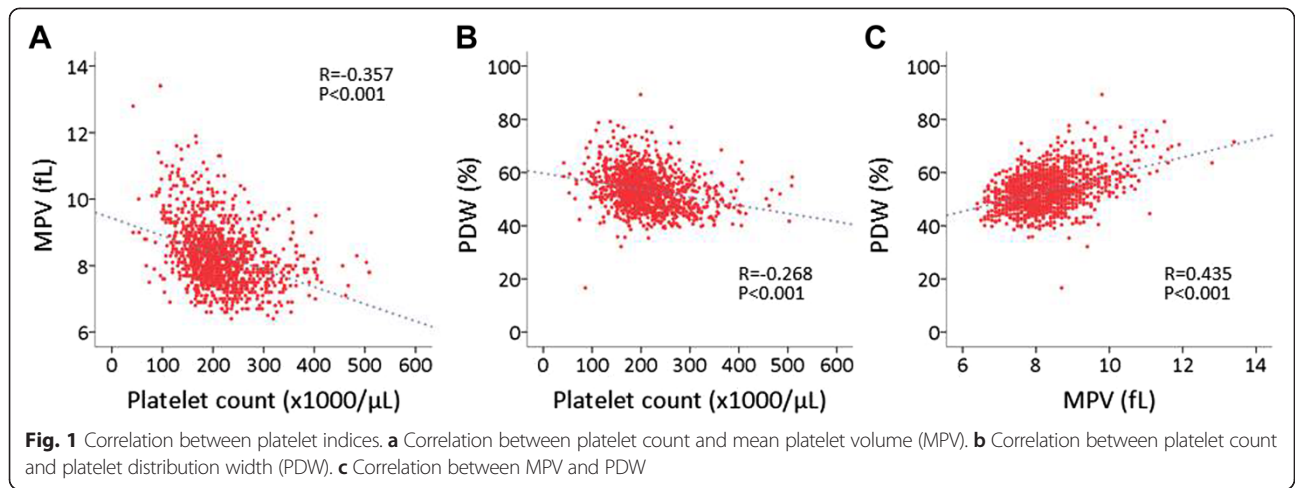 A
B
C
14
12
10
8
6
MPV (fL)
R=-0.357
P<0.001
0 100 200 300 400 500 600
Platelet count (x1000/µL)
100
80
60
40
20
0
PDW (%)
R=-0.268
P<0.001
0 100 200 300 400 500 600
Platelet count (x1000/µL)
100
80
60
40
20
0
PDW (%)
R=0.435
P<0.001
6 8 10 12 14
MPV (fL)
Fig. 1 Correlation between platelet indices. a Correlation between platelet count and mean platelet volume (MPV). b Correlation between platelet count
and platelet distribution width (PDW). c Correlation between MPV and PDW